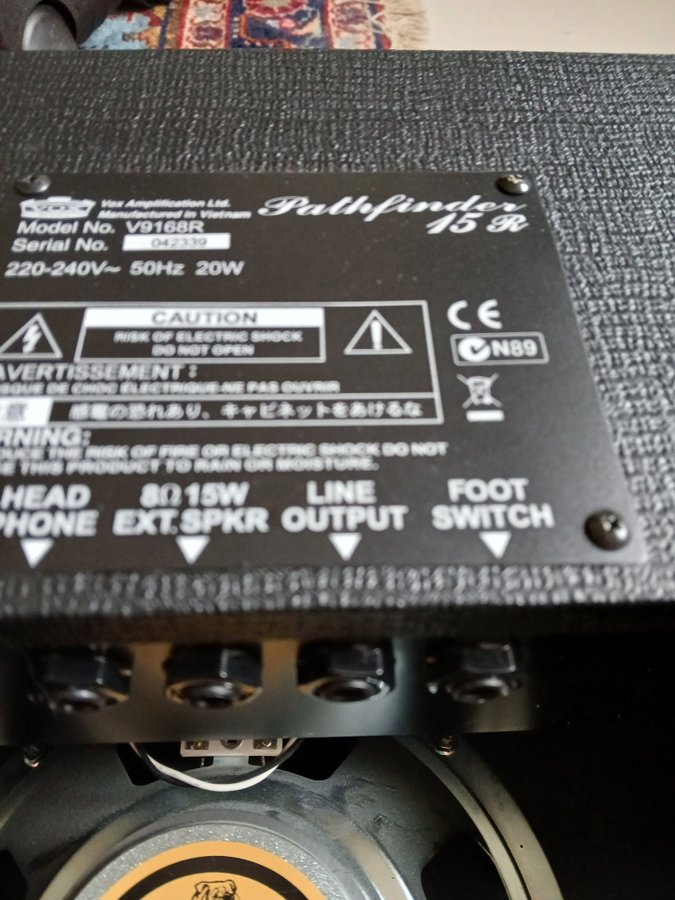 VOX
Vox Amplification Ltd.
Manufactured in Vietnam
Pathfinder
15 R
Model No. V9168R
Serial No. 042339
220-240V~ 50Hz 20W
CAUTION
RISK OF ELECTRIC SHOCK
DO NOT OPEN
CE
N89
AVERTISSEMENT :
RISQUE DE CHOC ELECTRIQUE-NE PAS OUVRIR
意 感電の恐れあり、キャビネットをあけるな
WARNING:
REDUCE THE RISK OF FIRE OR ELECTRIC SHOCK DO NOT
THIS PRODUCT TO RAIN OR MOISTURE.
HEAD
PHONE
8Ω 15W
EXT.SPKR
LINE
OUTPUT
FOOT
SWITCH